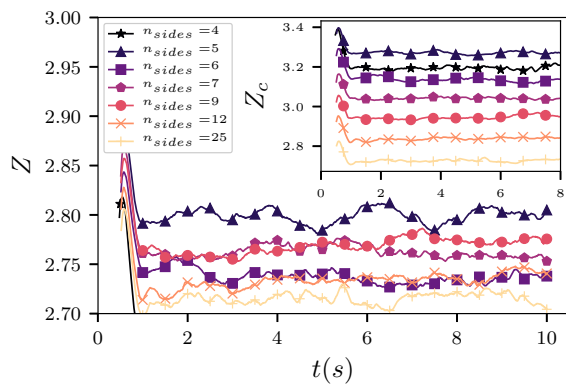 3.00
2.95
2.90
2.85
2.80
2.75
2.70
Z
n_sides =4
n_sides =5
n_sides =6
n_sides =7
n_sides =9
n_sides =12
n_sides =25
3.4
3.2
3.0
2.8
Z_c
0 2 4 6 8
0 2 4 6 8 10
t(s)